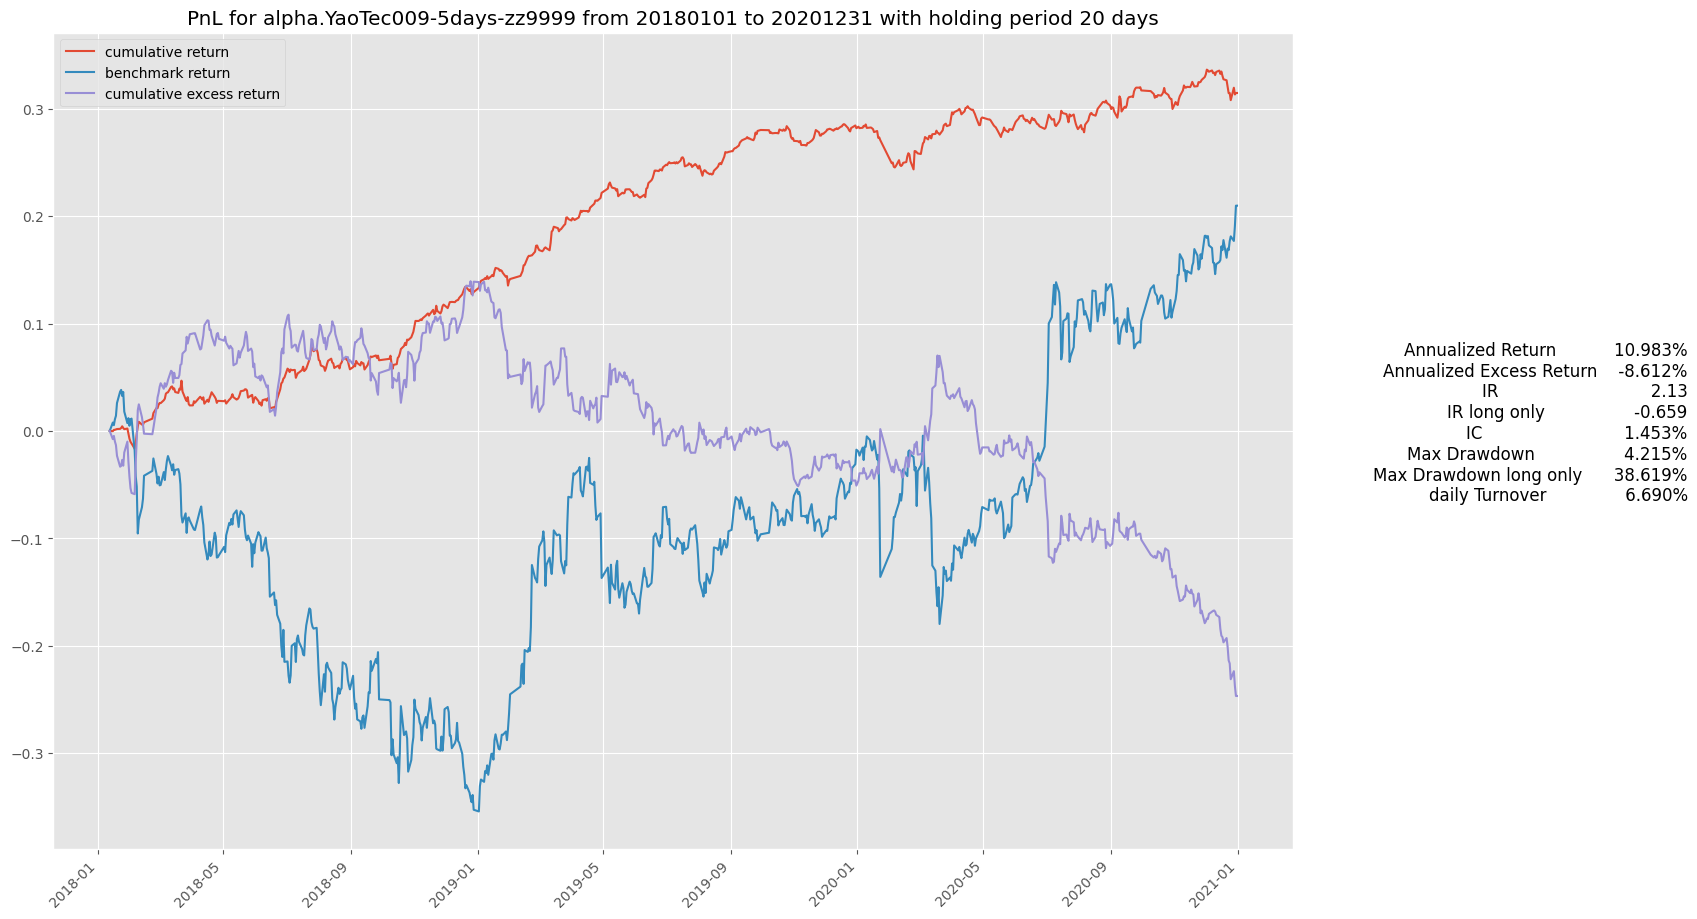 PnL for alpha.YaoTec009-5days-zz9999 from 20180101 to 20201231 with holding period 20 days
cumulative return
benchmark return
cumulative excess return
0.3
0.2
0.1
0.0
−0.1
−0.2
−0.3
2018-01
2018-05
2018-09
2019-01
2019-05
2019-09
2020-01
2020-05
2020-09
2021-01
Annualized Return 10.983%
Annualized Excess Return -8.612%
IR 2.13
IR long only -0.659
IC 1.453%
Max Drawdown 4.215%
Max Drawdown long only 38.619%
daily Turnover 6.690%